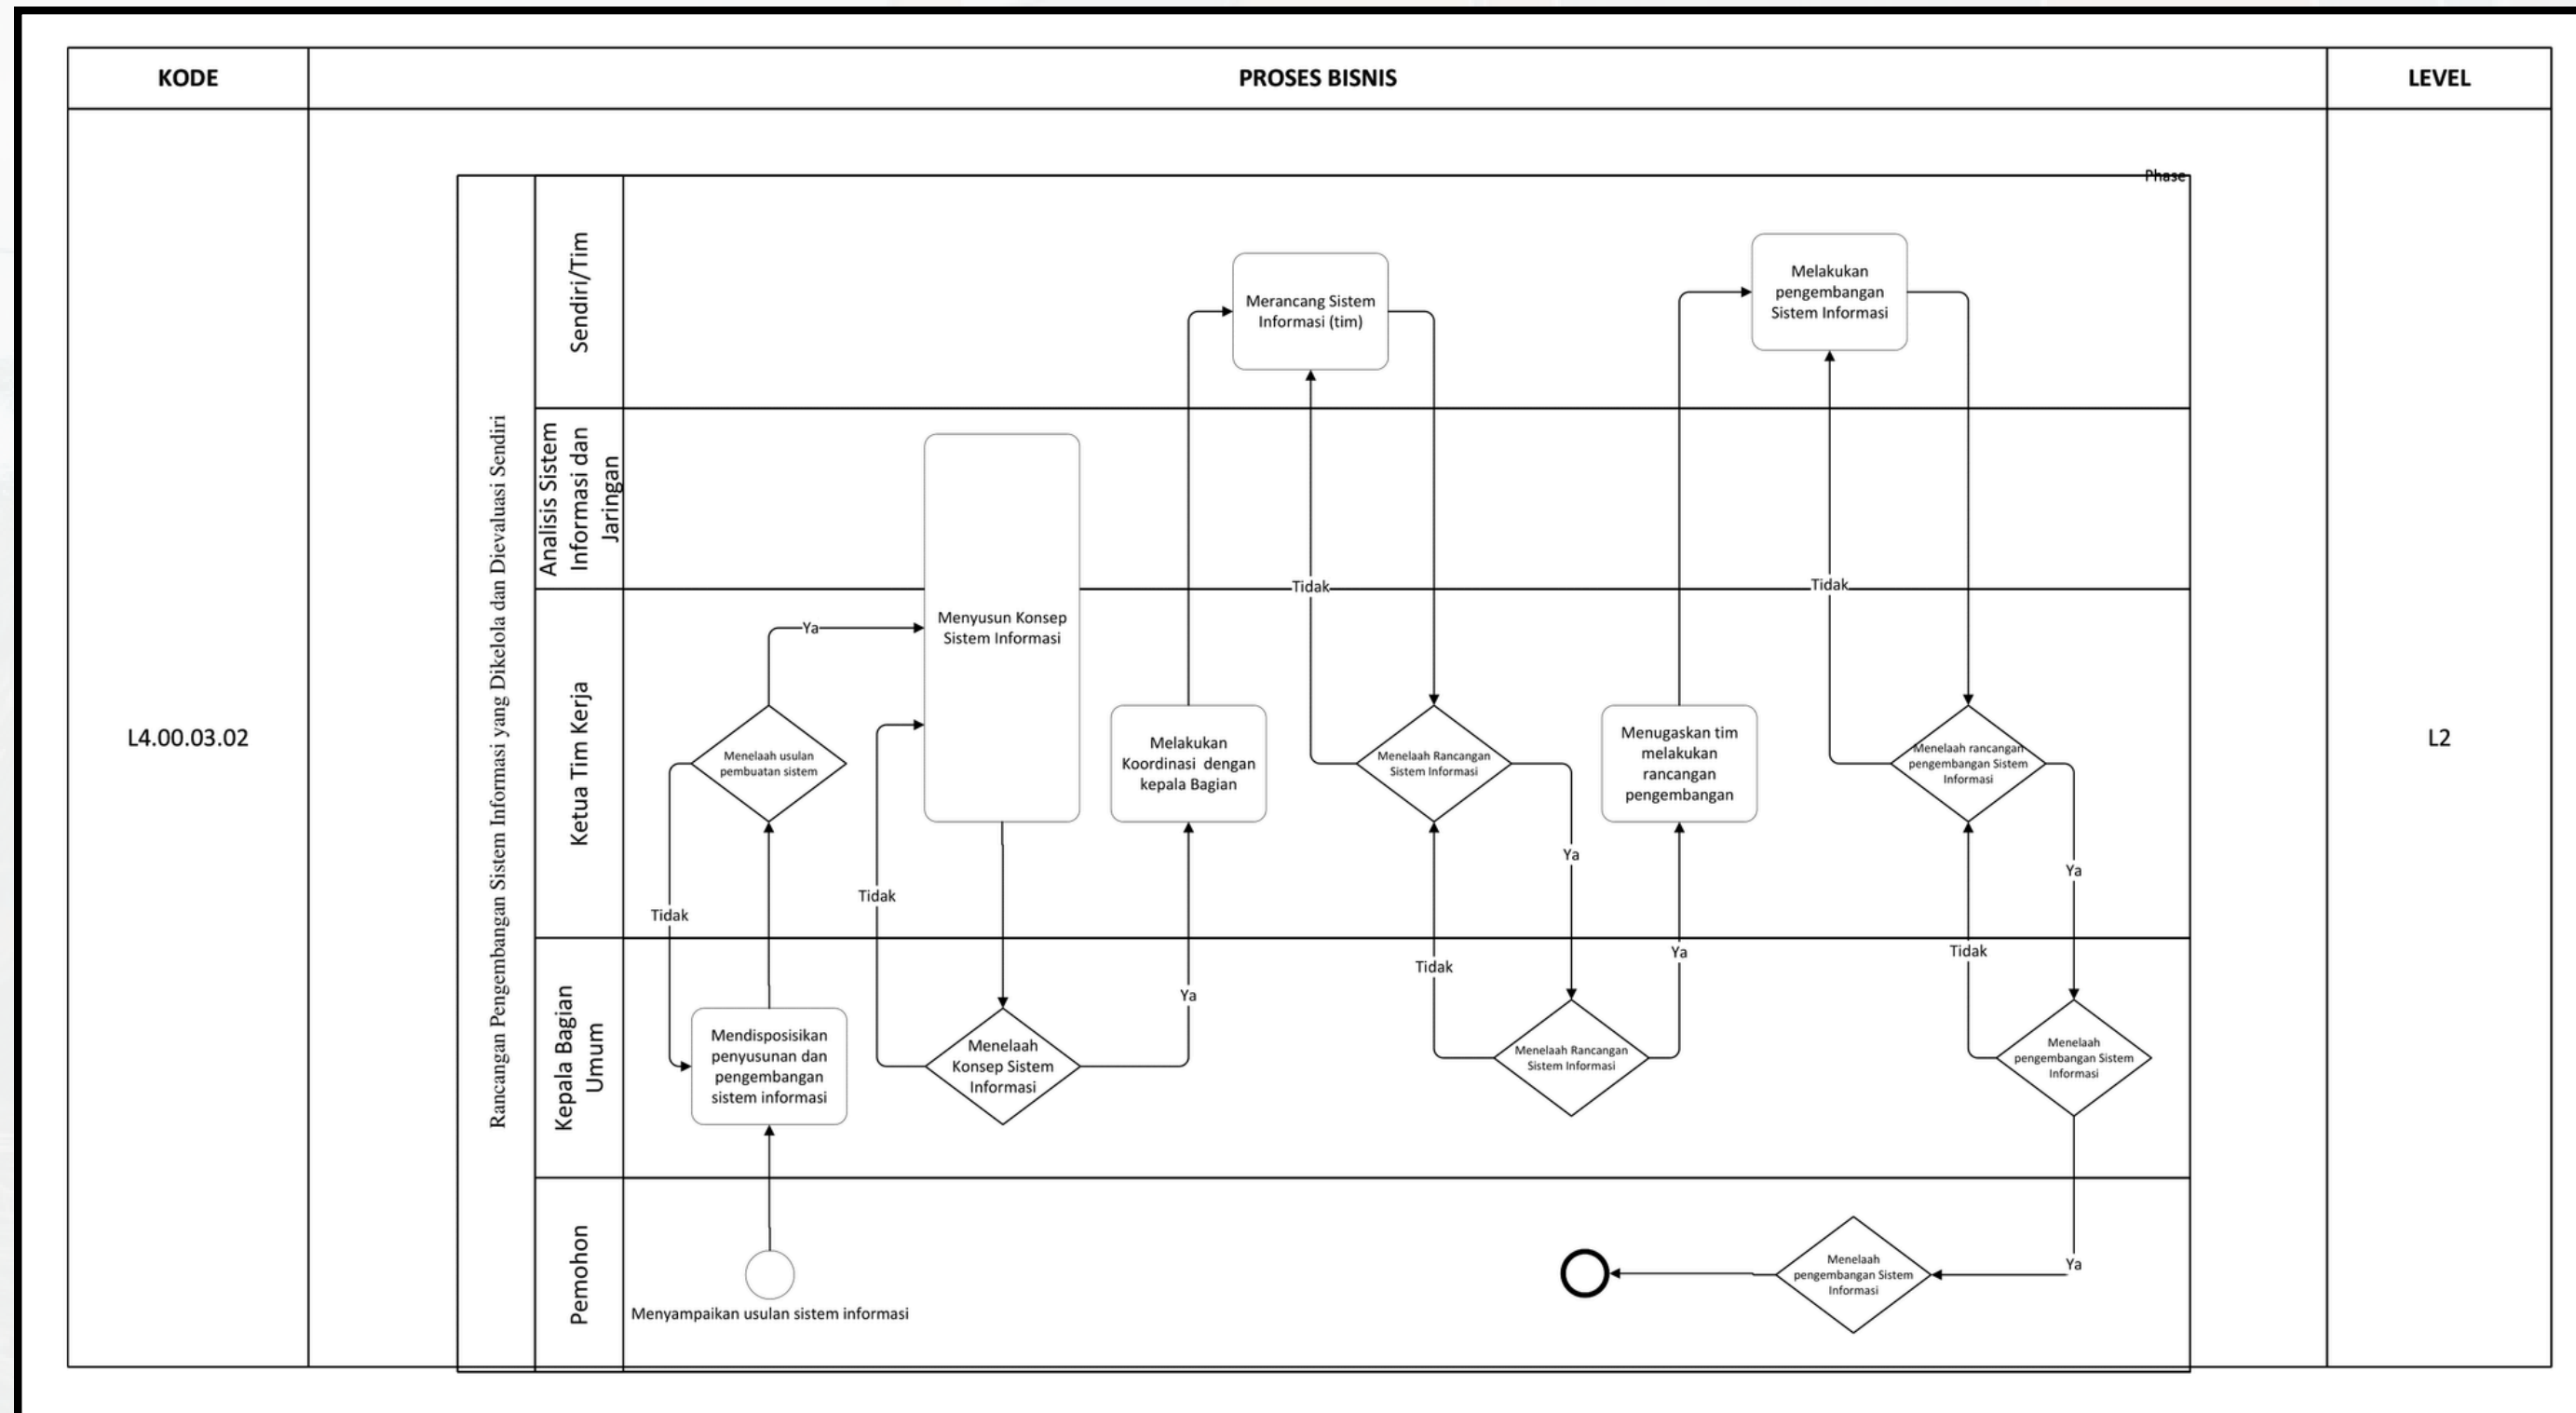 KODE
PROSES BISNIS
LEVEL
L4.00.03.02
L2
Phase
Rancangan Pengembangan Sistem Informasi yang Dikelola dan Dievaluasi Sendiri
Sendiri/Tim
Merancang Sistem
Informasi (tim)
Melakukan
pengembangan
Sistem Informasi
Analisis Sistem
Informasi dan
Jaringan
Tidak
Tidak
Ketua Tim Kerja
Ya
Menyusun Konsep
Sistem Informasi
Menelaah usulan
pembuatan sistem
Melakukan
Koordinasi dengan
kepala Bagian
Menelaah Rancangan
Sistem Informasi
Menugaskan tim
melakukan
rancangan
pengembangan
Menelaah rancangan
pengembangan Sistem
Informasi
Tidak
Tidak
Ya
Ya
Kepala Bagian
Umum
Mendisposisikan
penyusunan dan
pengembangan
sistem informasi
Menelaah
Konsep Sistem
Informasi
Ya
Tidak
Menelaah Rancangan
Sistem Informasi
Ya
Tidak
Menelaah
pengembangan Sistem
Informasi
Pemohon
Menyampaikan usulan sistem informasi
Menelaah
pengembangan Sistem
Informasi
Ya